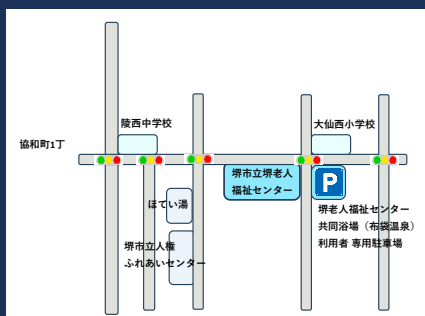 陵西中学校
大仙西小学校
協和町1丁
堺市立堺老人
福祉センター
P
ほてい湯
堺老人福祉センター
共同浴場（布袋温泉）
利用者 専用駐車場
堺市立人権
ふれあいセンター